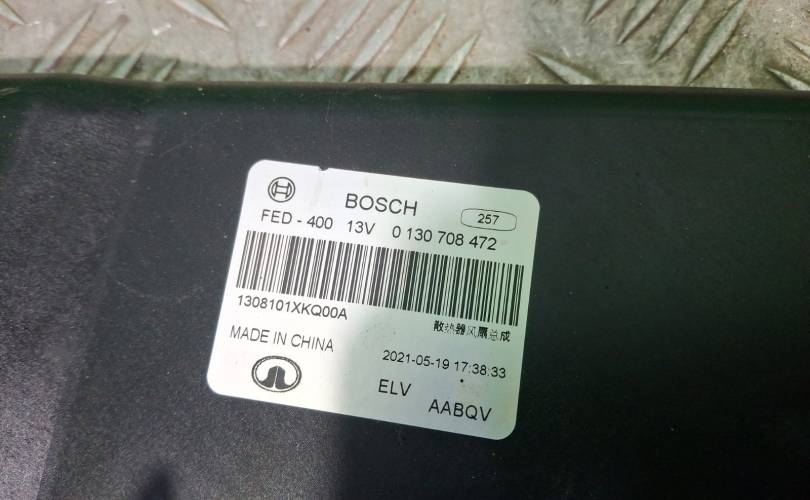 BOSCH 257
FED - 400 13V 0 130 708 472
1308101XKQ00A 散热器风扇总成
MADE IN CHINA 2021-05-19 17:38:33
ELV AABQV